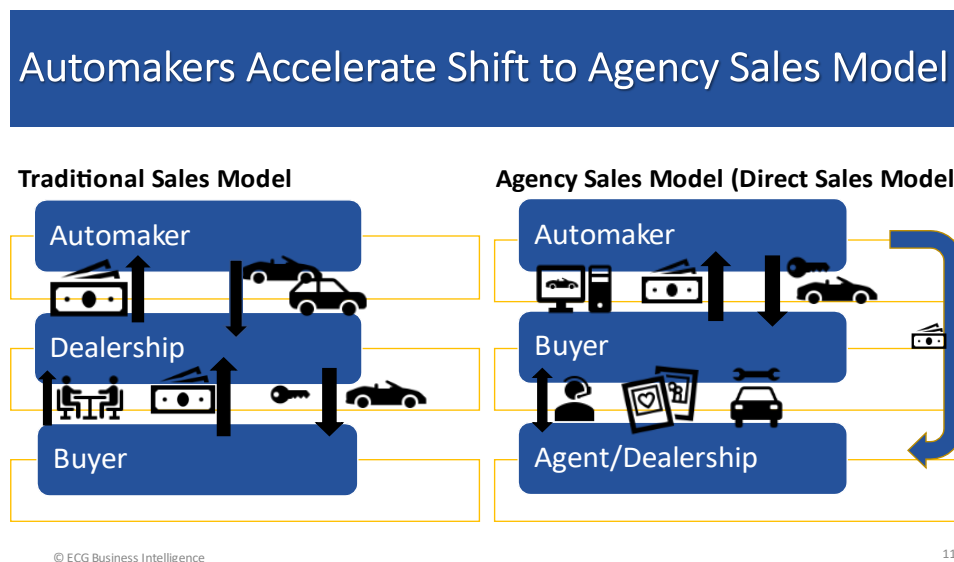 Automakers Accelerate Shift to Agency Sales Model
Traditional Sales Model
Automaker
Dealership
Buyer
Agency Sales Model (Direct Sales Model
Automaker
Buyer
Agent/Dealership
© ECG Business Intelligence
11